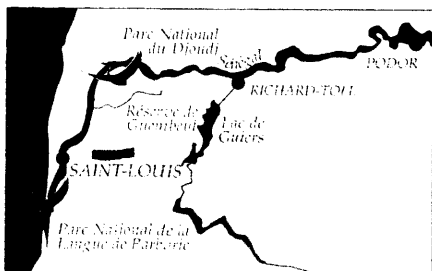 Parc National
du Djoudj
Sénégal
PODOR
RICHARD-TOLL
Réserve de
Guembeul
Lac de
Guiers
SAINT-LOUIS
Parc National de la
Langue de Barbarie